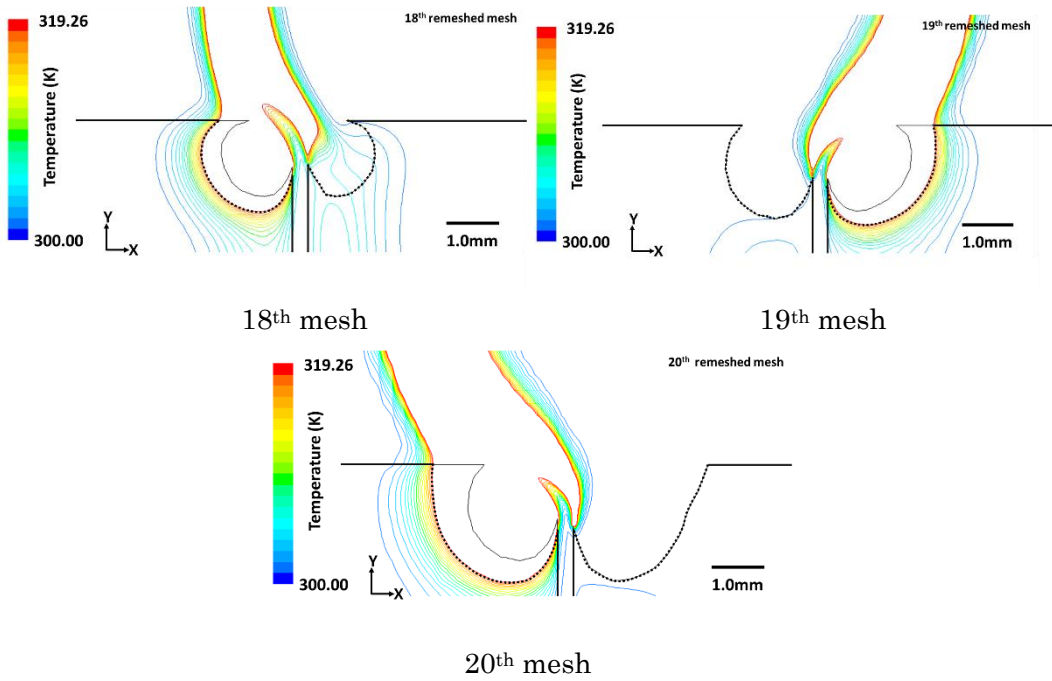 319.26
Temperature (K)
300.00
Y
X
18th remeshed mesh
1.0mm
319.26
Temperature (K)
300.00
Y
X
19th remeshed mesh
1.0mm
18th mesh
19th mesh
319.26
Temperature (K)
300.00
Y
X
20th remeshed mesh
1.0mm
20th mesh